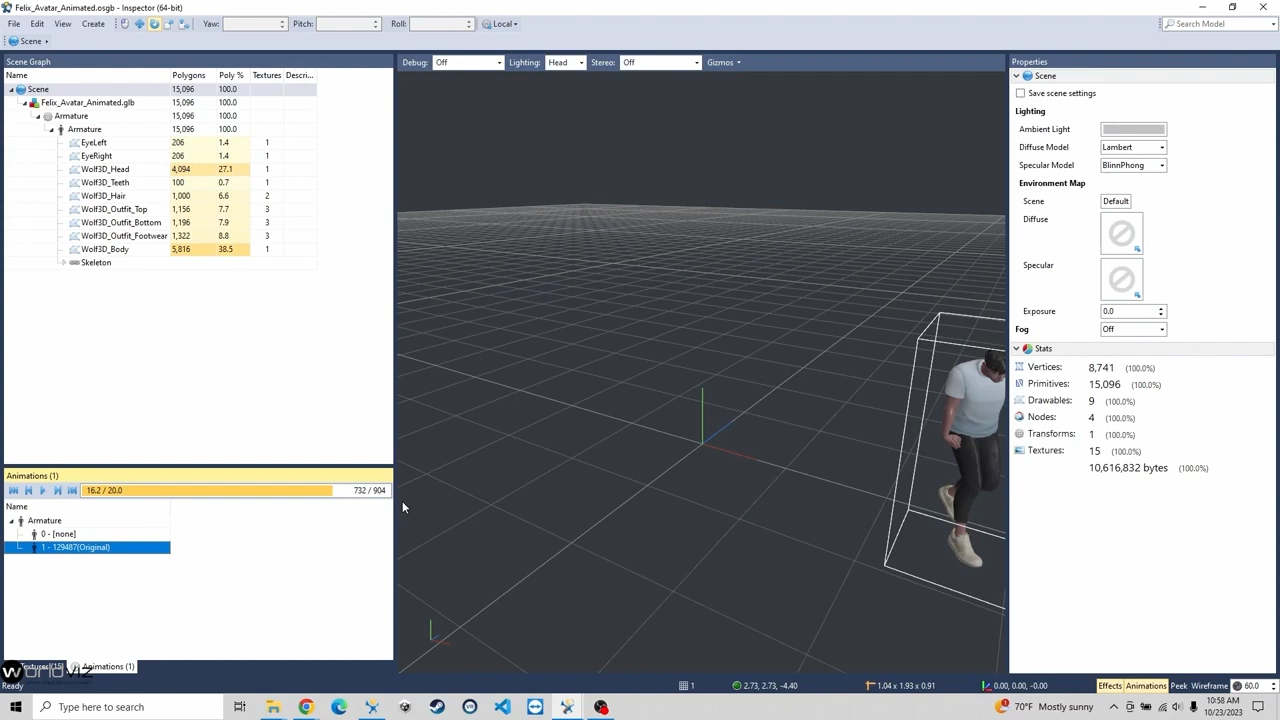 Felix_Avatar_Animated.osgb - Inspector (64-bit)
File Edit View Create Yaw: Pitch: Roll: Local Search Model
Scene
Scene Graph
Name Polygons Poly % Textures Descri...
Scene 15,096 100.0
Felix_Avatar_Animated.glb 15,096 100.0
Armature 15,096 100.0
Armature 15,096 100.0
EyeLeft 206 1.4 1
EyeRight 206 1.4 1
Wolf3D_Head 4,094 27.1 1
Wolf3D_Teeth 100 0.7 1
Wolf3D_Hair 1,000 6.6 2
Wolf3D_Outfit_Top 1,156 7.7 3
Wolf3D_Outfit_Bottom 1,196 7.9 3
Wolf3D_Outfit_Footwear 1,322 8.8 3
Wolf3D_Body 5,816 38.5 1
Skeleton
Animations (1)
16.2 / 20.0 732 / 904
Name
Armature
0 - [none]
1 - 129487(Original)
Textures (15) Animations (1)
Ready
Debug: Off Lighting: Head Stereo: Off Gizmos
Properties
Scene
Save scene settings
Lighting
Ambient Light
Diffuse Model Lambert
Specular Model BlinnPhong
Environment Map
Scene Default
Diffuse
Specular
Exposure 0.0
Fog Off
Stats
Vertices: 8,741 (100.0%)
Primitives: 15,096 (100.0%)
Drawables: 9 (100.0%)
Nodes: 4 (100.0%)
Transforms: 1 (100.0%)
Textures: 15 (100.0%)
10,616,832 bytes (100.0%)
1 2.73, 2.73, -4.40 1.04 x 1.93 x 0.91 0.00, 0.00, -0.00 Effects Animations Peek Wireframe 60.0
Type here to search
70°F Mostly sunny
10:58 AM
10/23/2023